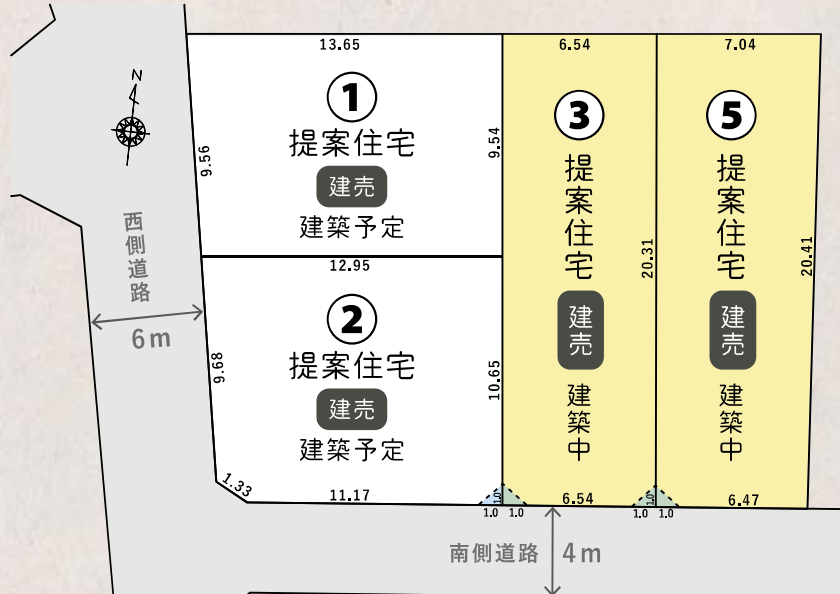 13.65
6.54
7.04
N
①
提案住宅
建売
建築予定
9.56
9.54
③
提案住宅
建売
建築中
20.31
⑤
提案住宅
建売
建築中
20.41
西側道路
6m
12.95
②
提案住宅
建売
建築予定
9.68
10.65
1.33
11.17
1.0
1.0
1.0
6.54
1.0
1.0
1.0
6.47
南側道路
4m